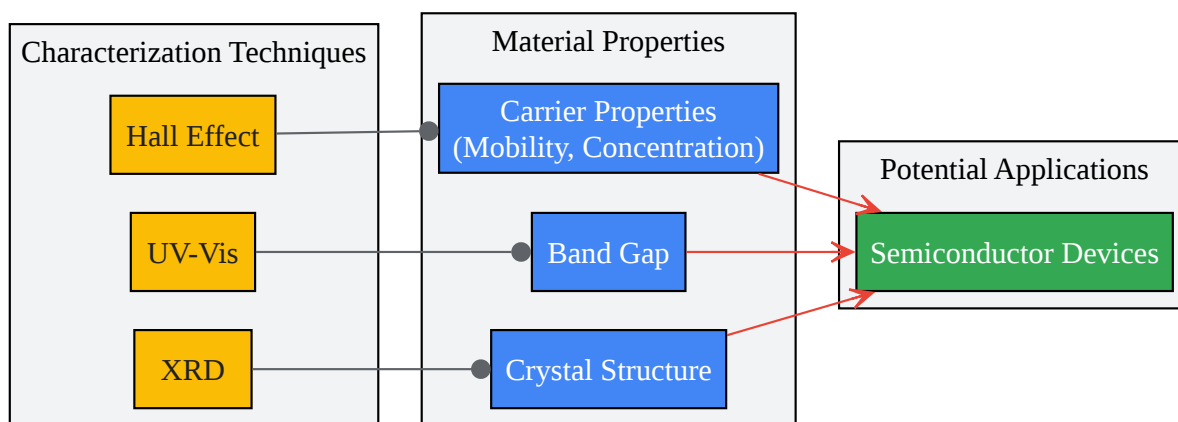 Characterization Techniques
Hall Effect
UV-Vis
XRD
Material Properties
Carrier Properties
(Mobility, Concentration)
Band Gap
Crystal Structure
Potential Applications
Semiconductor Devices